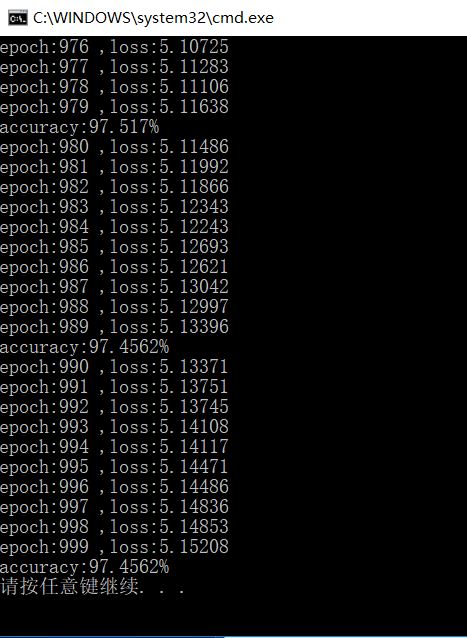 C:\WINDOWS\system32\cmd.exe
epoch:976 ,loss:5.10725
epoch:977 ,loss:5.11283
epoch:978 ,loss:5.11106
epoch:979 ,loss:5.11638
accuracy:97.517%
epoch:980 ,loss:5.11486
epoch:981 ,loss:5.11992
epoch:982 ,loss:5.11866
epoch:983 ,loss:5.12343
epoch:984 ,loss:5.12243
epoch:985 ,loss:5.12693
epoch:986 ,loss:5.12621
epoch:987 ,loss:5.13042
epoch:988 ,loss:5.12997
epoch:989 ,loss:5.13396
accuracy:97.4562%
epoch:990 ,loss:5.13371
epoch:991 ,loss:5.13751
epoch:992 ,loss:5.13745
epoch:993 ,loss:5.14108
epoch:994 ,loss:5.14117
epoch:995 ,loss:5.14471
epoch:996 ,loss:5.14486
epoch:997 ,loss:5.14836
epoch:998 ,loss:5.14853
epoch:999 ,loss:5.15208
accuracy:97.4562%
请按任意键继续. . .